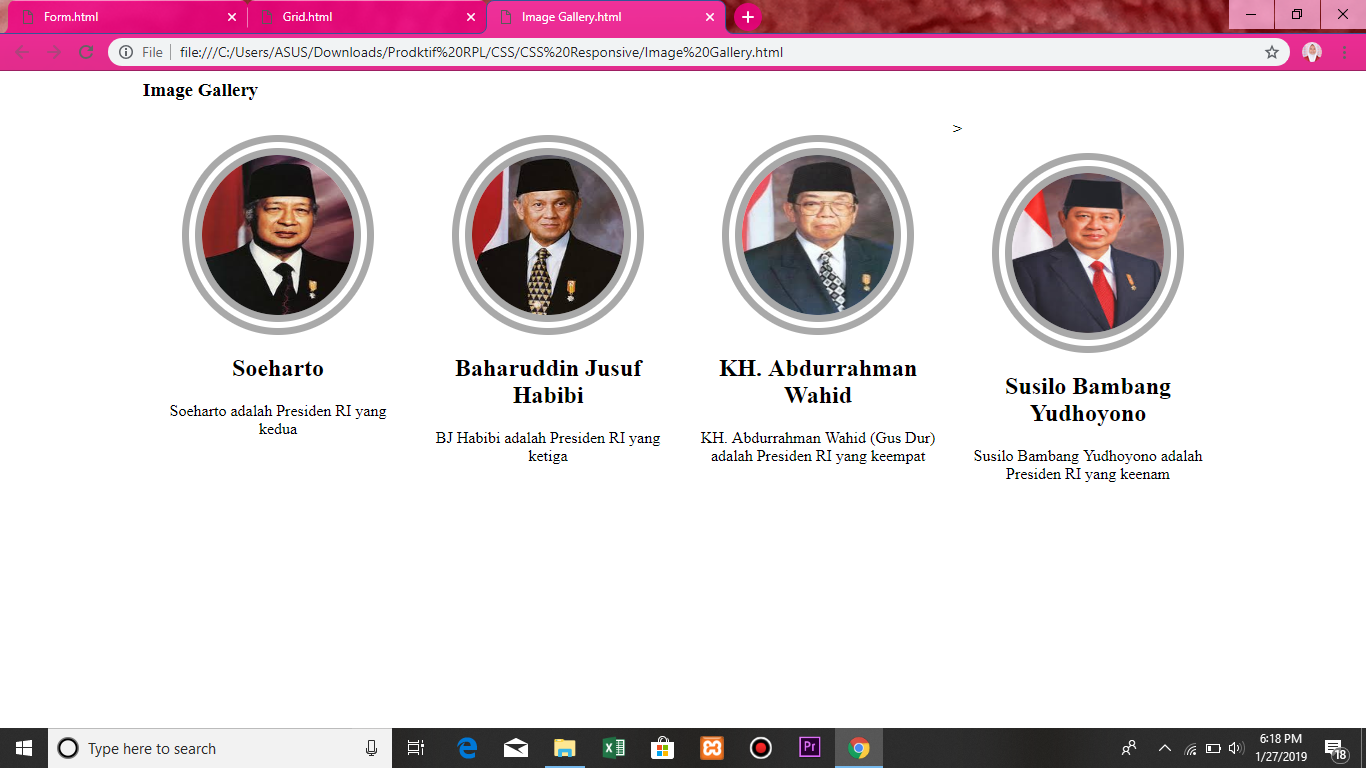 Form.html
Grid.html
Image Gallery.html
File
file:///C:/Users/ASUS/Downloads/Prodktif%20RPL/CSS/CSS%20Responsive/Image%20Gallery.html
Image Gallery
>
Soeharto
Soeharto adalah Presiden RI yang
kedua
Baharuddin Jusuf
Habibi
BJ Habibi adalah Presiden RI yang
ketiga
KH. Abdurrahman
Wahid
KH. Abdurrahman Wahid (Gus Dur)
adalah Presiden RI yang keempat
Susilo Bambang
Yudhoyono
Susilo Bambang Yudhoyono adalah
Presiden RI yang keenam
Type here to search
Pr
6:18 PM
1/27/2019
18